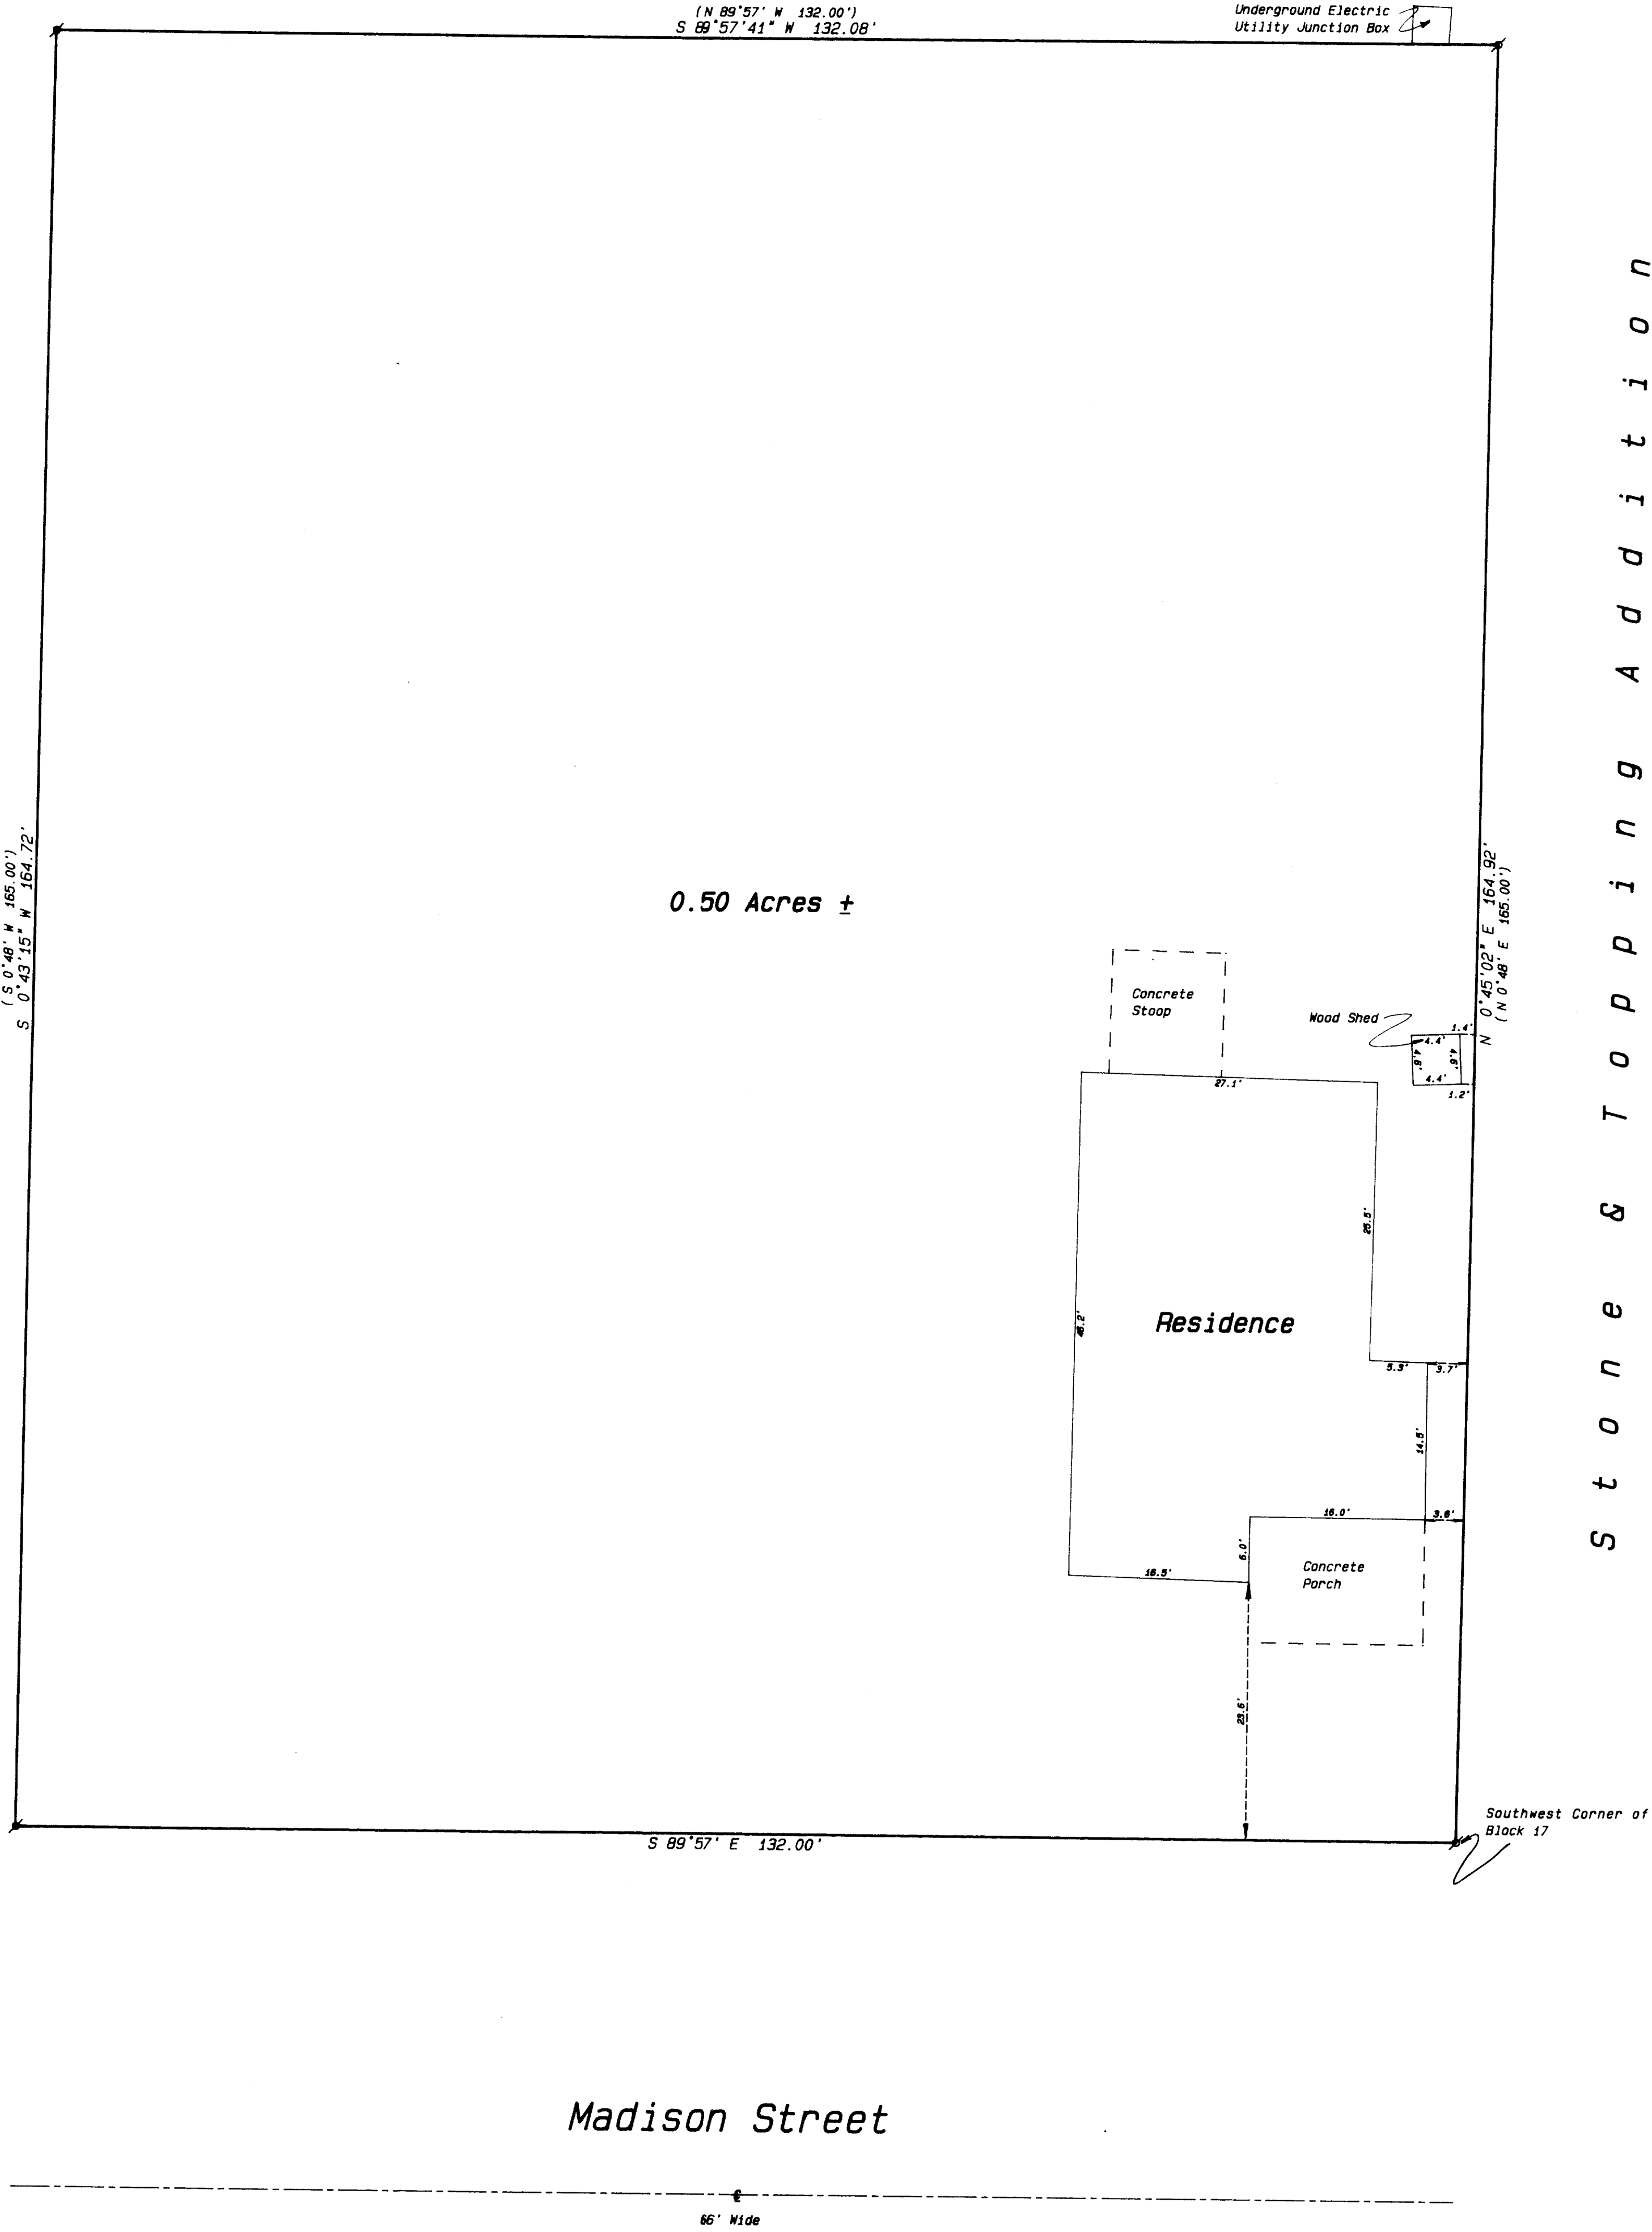 ( N 89°57' W 132.00')
S 89°57'41" W 132.08'
Underground Electric
Utility Junction Box
Stone & Topping Addition
( S 0°48' W 165.00')
S 0°43'15" W 164.72'
N 0°45'02" E 164.92'
( N 0°48' E 165.00')
0.50 Acres ±
Concrete
Stoop
Wood Shed
1.4'
4.4'
4.6'
4.6'
4.4'
1.2'
27.1'
25.5'
46.2'
Residence
5.3'
3.7'
14.5'
16.0'
3.6'
6.0'
16.5'
Concrete
Porch
23.6'
S 89°57' E 132.00'
Southwest Corner of
Block 17
Madison Street
℄
66' Wide